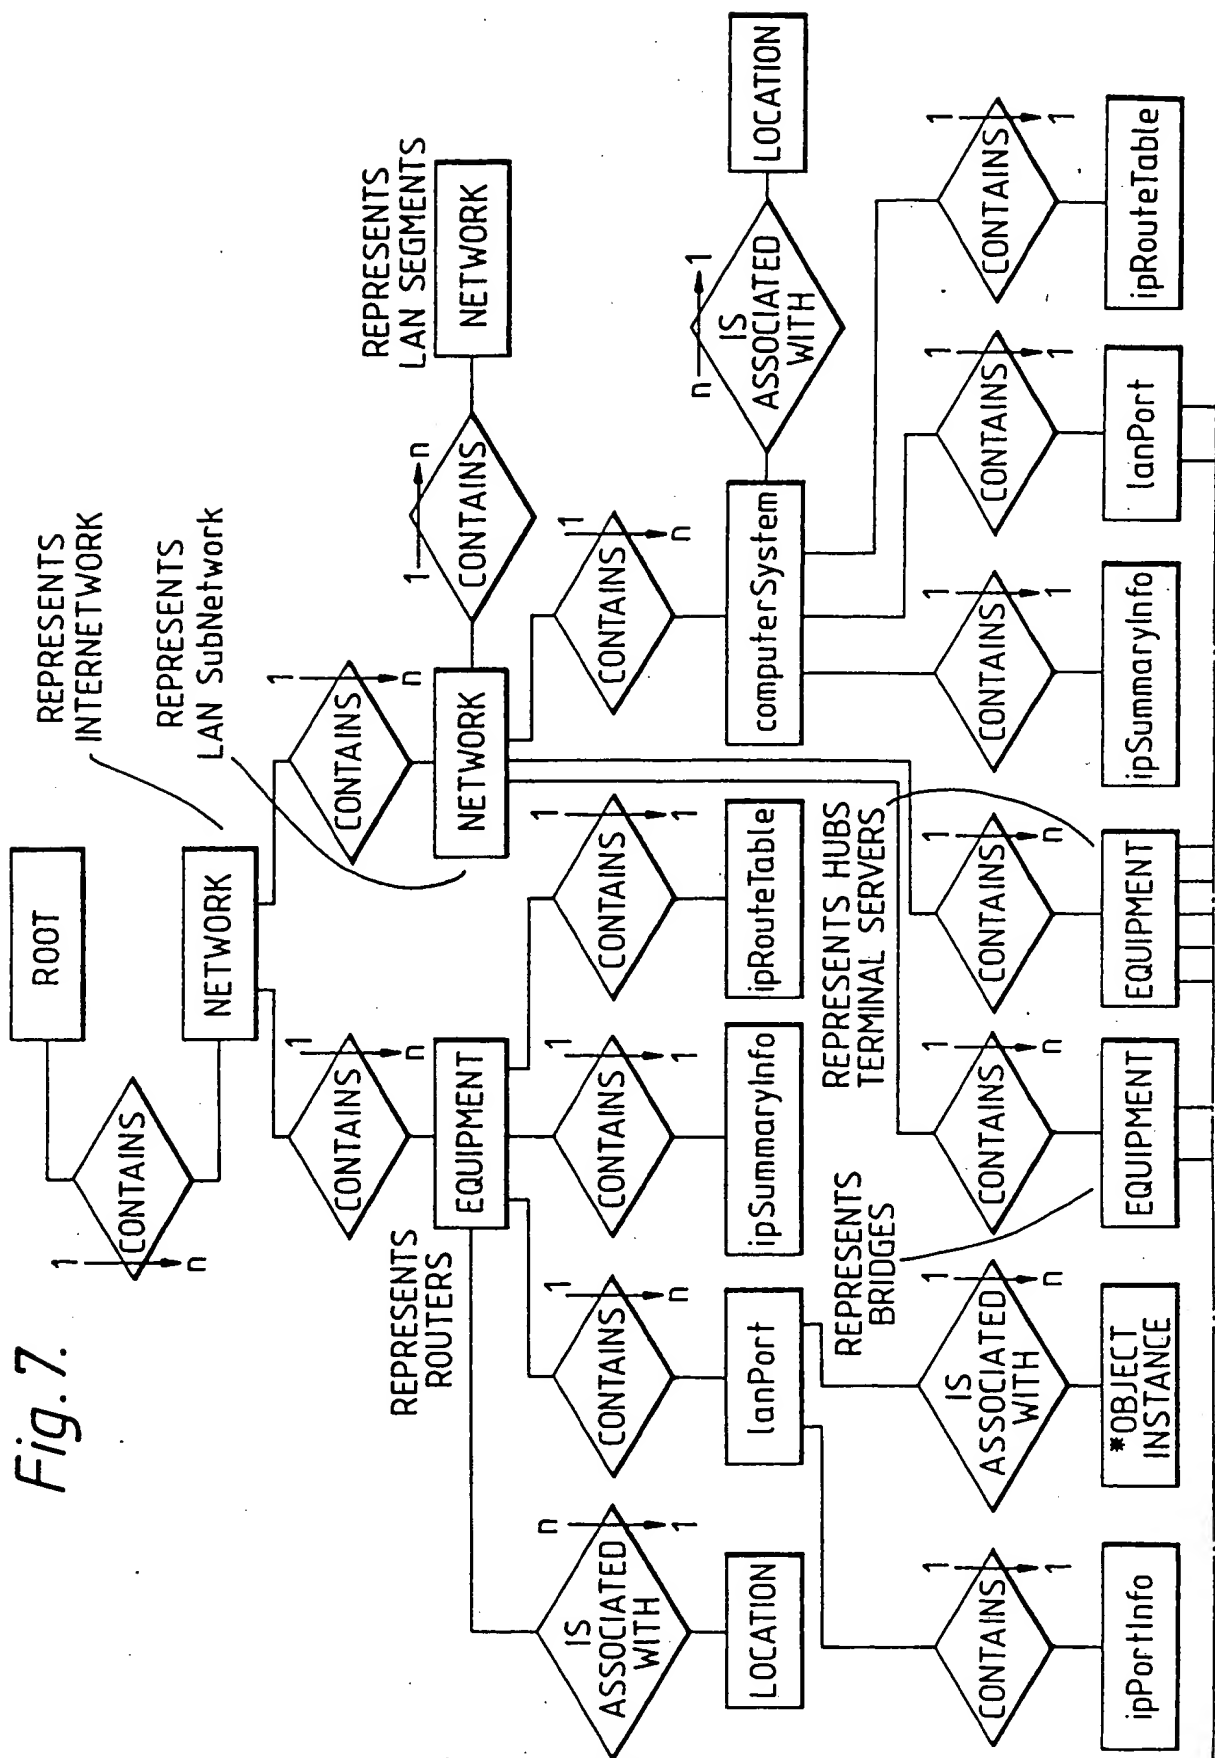 Fig. 7.
ROOT
1
n
CONTAINS
NETWORK
REPRESENTS
INTERNETWORK
REPRESENTS
LAN SubNetwork
1
n
CONTAINS
1
n
CONTAINS
REPRESENTS
ROUTERS
EQUIPMENT
NETWORK
1
n
CONTAINS
REPRESENTS
LAN SEGMENTS
NETWORK
n
1
IS
ASSOCIATED
WITH
1
n
CONTAINS
1
1
CONTAINS
1
1
CONTAINS
1
n
CONTAINS
LOCATION
lanPort
ipSummaryInfo
ipRouteTable
computerSystem
n
1
IS
ASSOCIATED
WITH
LOCATION
REPRESENTS
BRIDGES
REPRESENTS HUBS
TERMINAL SERVERS
1
1
CONTAINS
1
n
IS
ASSOCIATED
WITH
1
n
CONTAINS
1
n
CONTAINS
1
1
CONTAINS
1
1
CONTAINS
1
1
CONTAINS
ipPortInfo
*OBJECT
INSTANCE
EQUIPMENT
EQUIPMENT
ipSummaryInfo
lanPort
ipRouteTable